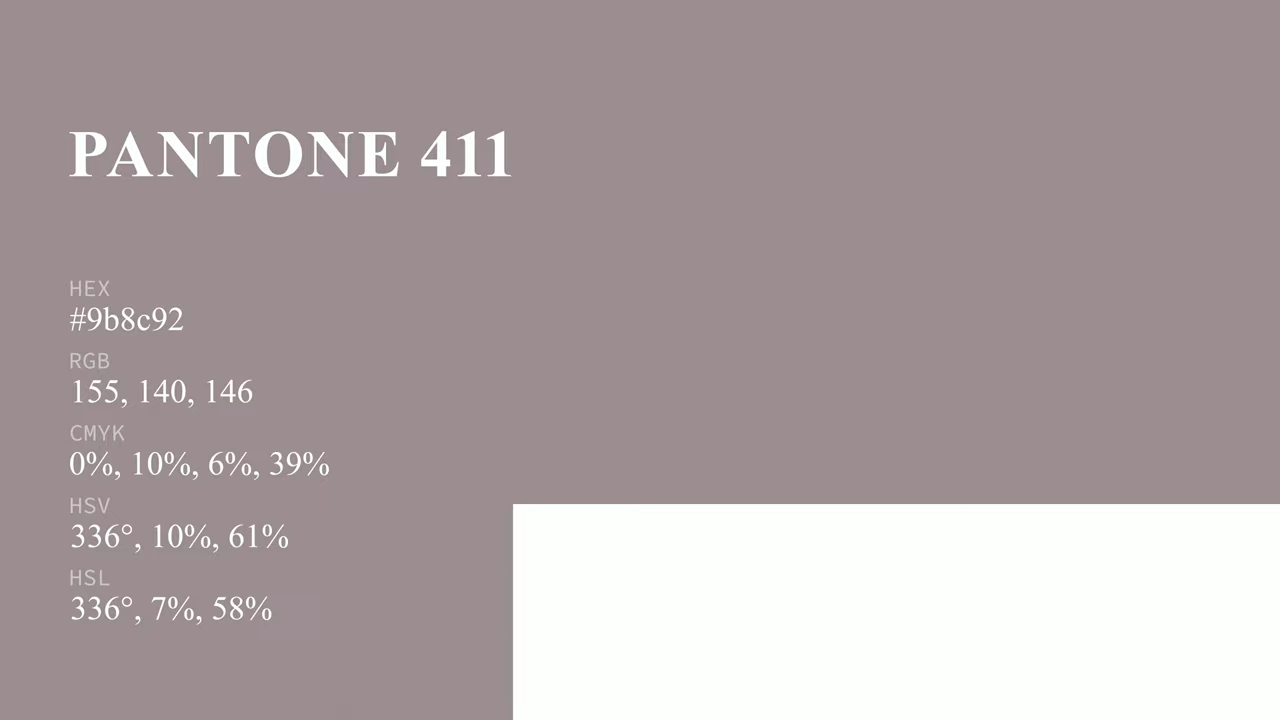 PANTONE 411
HEX
#9b8c92
RGB
155, 140, 146
CMYK
0%, 10%, 6%, 39%
HSV
336°, 10%, 61%
HSL
336°, 7%, 58%